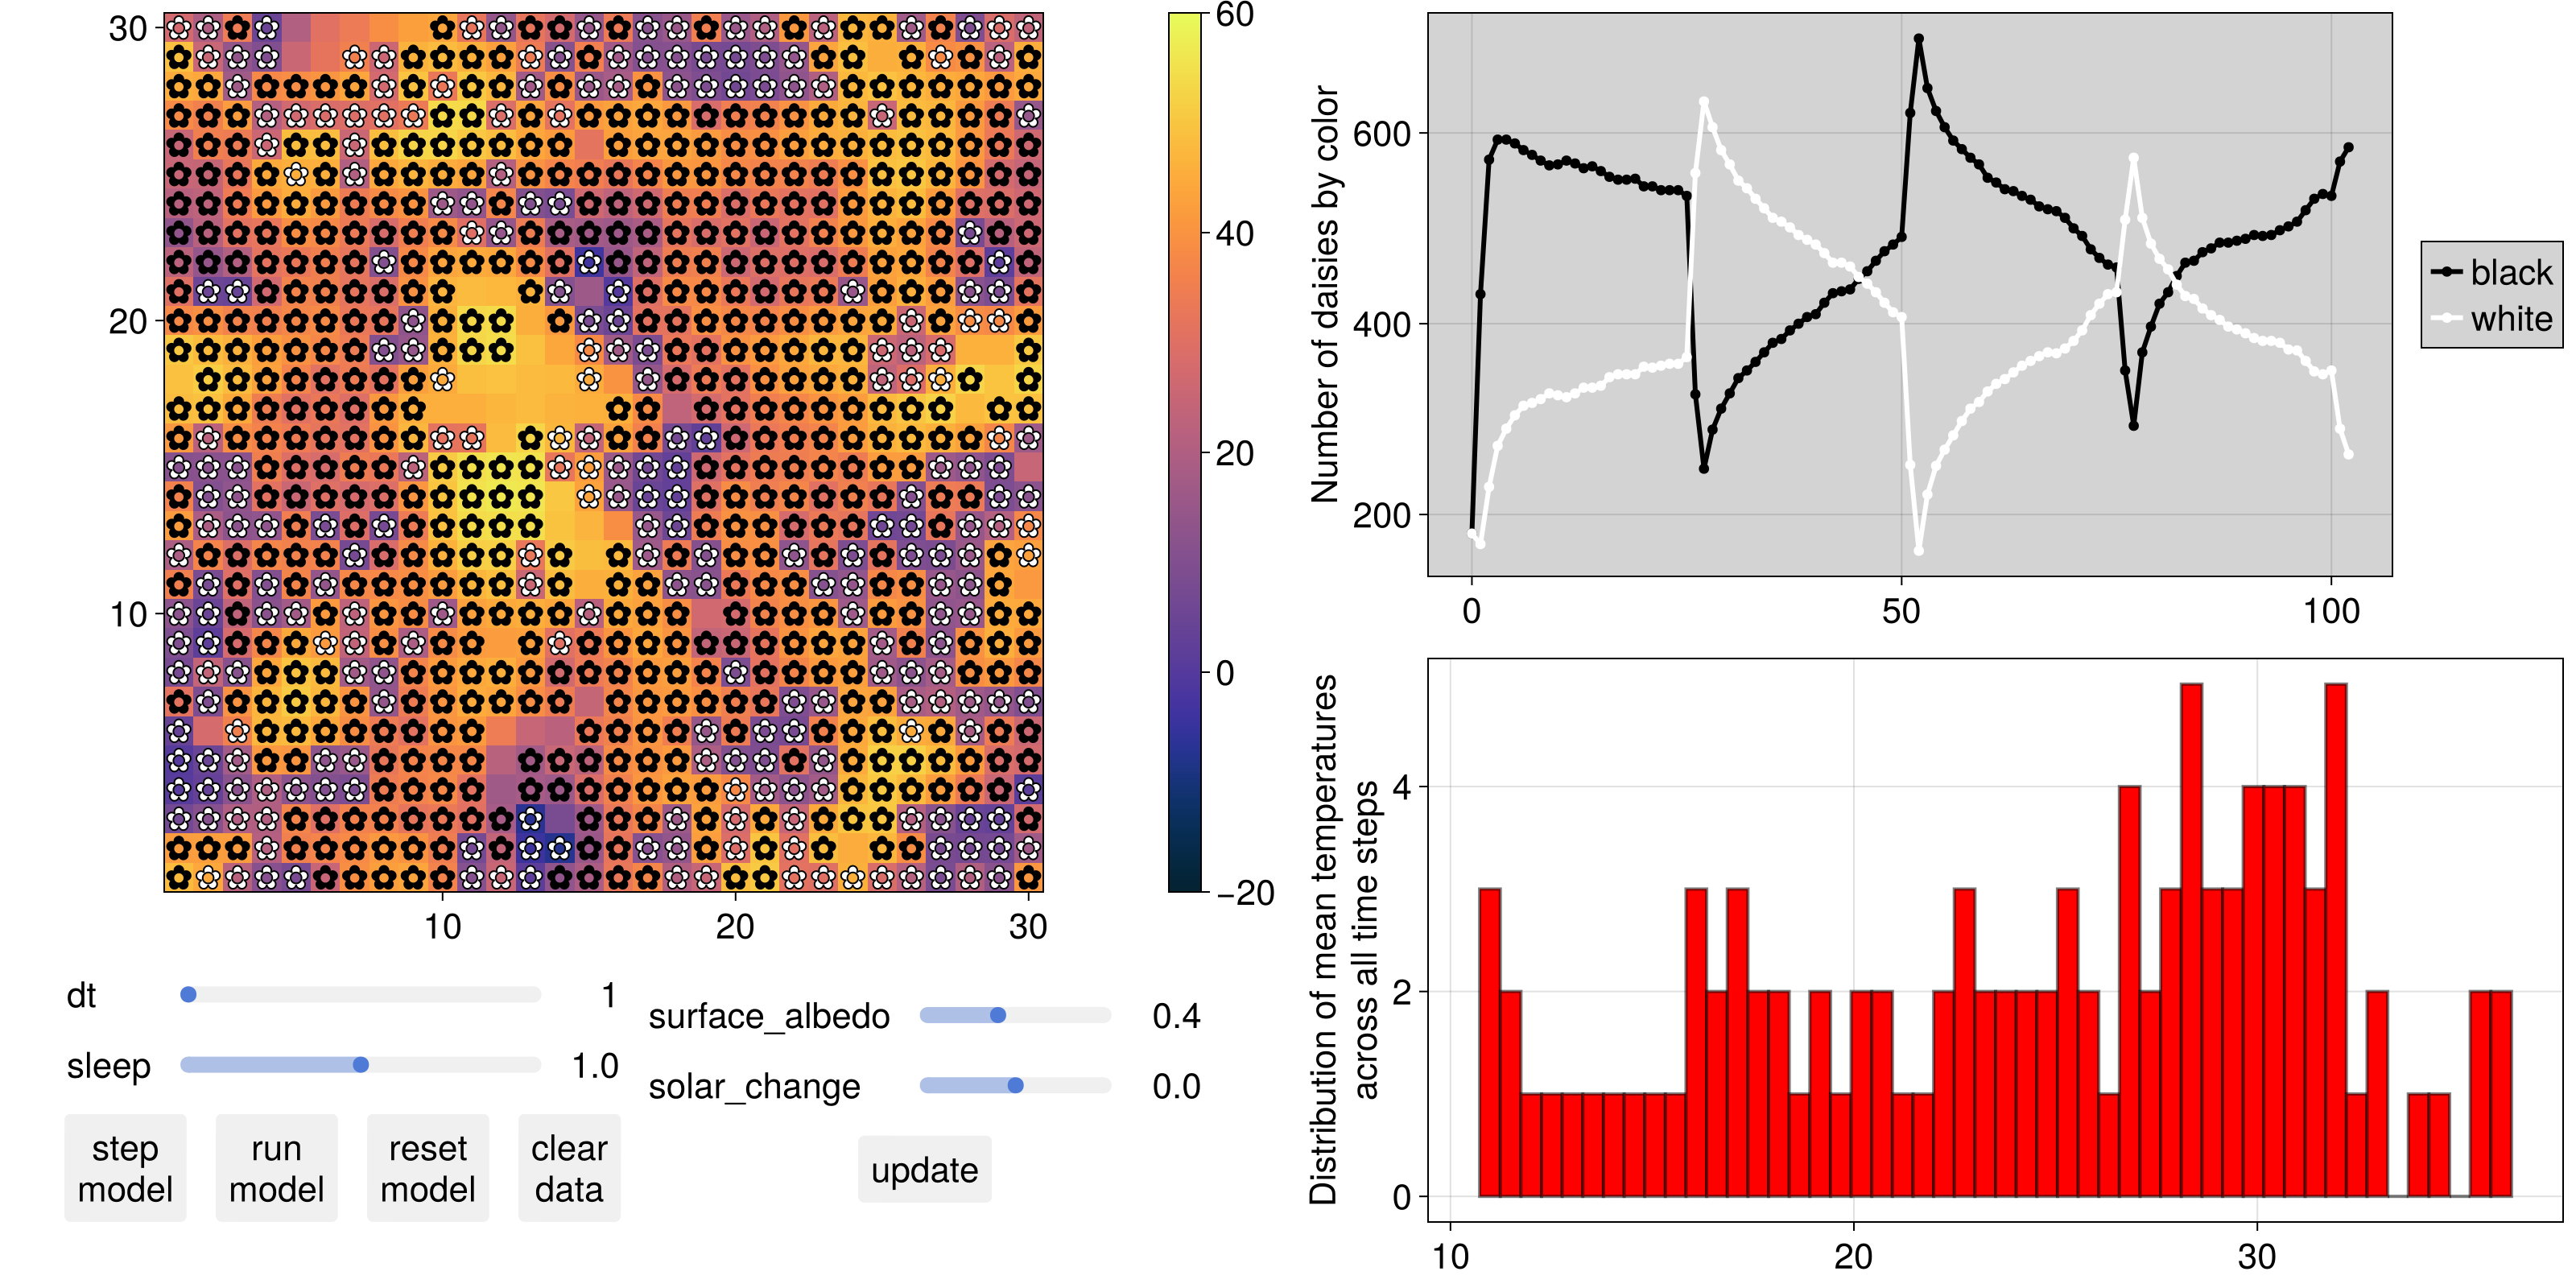 30
20
10
10
20
30
60
40
20
0
−20
dt
1
sleep
1.0
surface_albedo
0.4
solar_change
0.0
step
model
run
model
reset
model
clear
data
update
Number of daisies by color
600
400
200
0
50
100
black
white
Distribution of mean temperatures
across all time steps
4
2
0
10
20
30